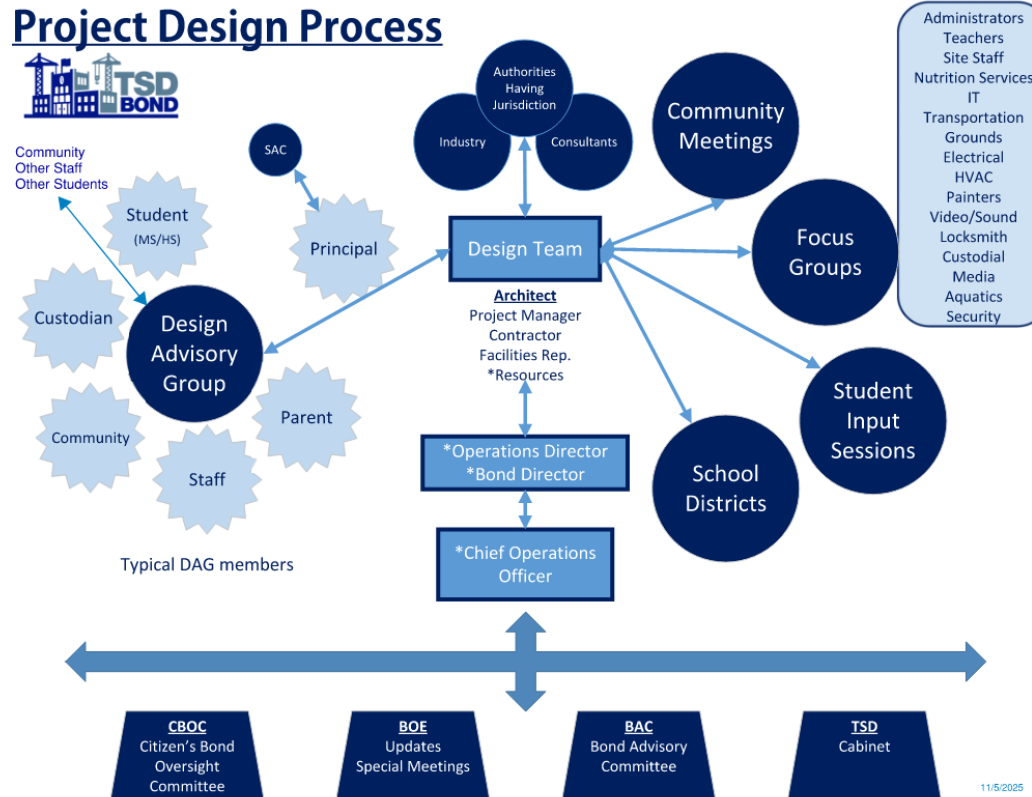 Project Design Process
TSD
BOND
Community
Other Staff
Other Students
SAC
Student
(MS/HS)
Principal
Custodian
Design
Advisory
Group
Community
Parent
Staff
Typical DAG members
Authorities
Having
Jurisdiction
Industry
Consultants
Design Team
Architect
Project Manager
Contractor
Facilities Rep.
*Resources
*Operations Director
*Bond Director
*Chief Operations
Officer
Community
Meetings
Focus
Groups
Student
Input
Sessions
School
Districts
Administrators
Teachers
Site Staff
Nutrition Services
IT
Transportation
Grounds
Electrical
HVAC
Painters
Video/Sound
Locksmith
Custodial
Media
Aquatics
Security
CBOC
Citizen’s Bond
Oversight
Committee
BOE
Updates
Special Meetings
BAC
Bond Advisory
Committee
TSD
Cabinet
11/5/2025